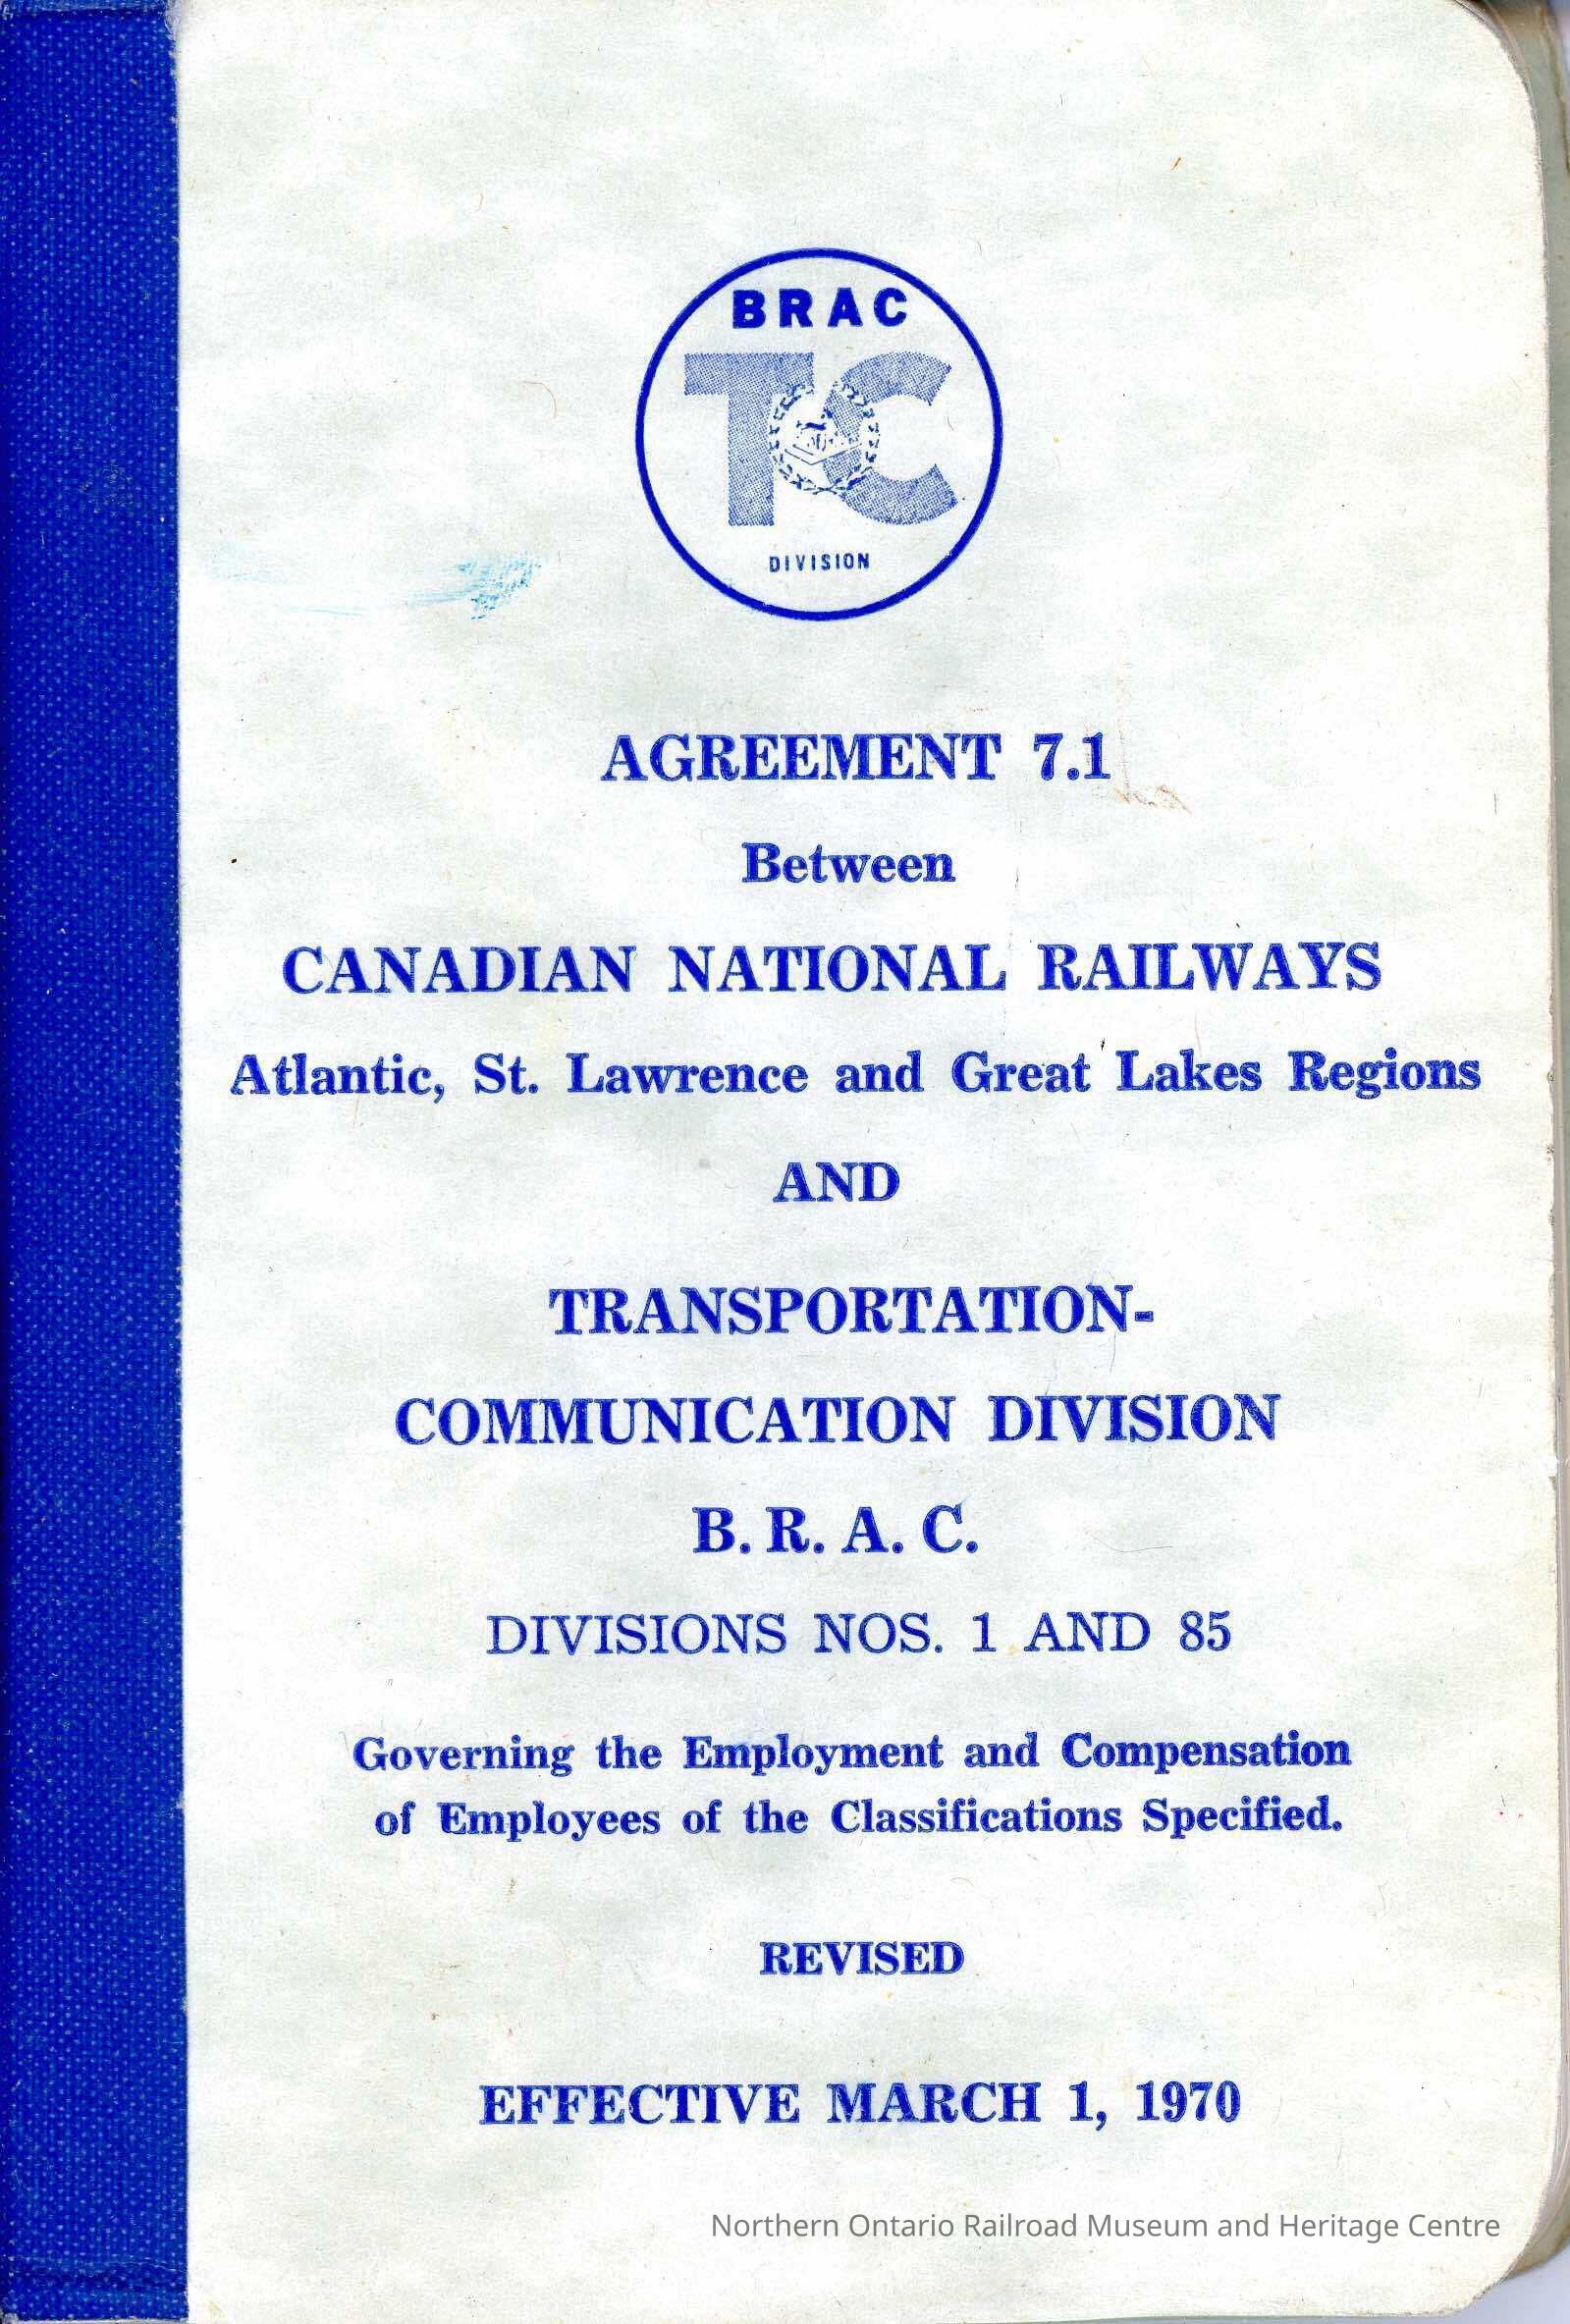 BRAC
TC
DIVISION
AGREEMENT 7.1
Between
CANADIAN NATIONAL RAILWAYS
Atlantic, St. Lawrence and Great Lakes Regions
AND
TRANSPORTATION-
COMMUNICATION DIVISION
B. R. A. C.
DIVISIONS NOS. 1 AND 85
Governing the Employment and Compensation
of Employees of the Classifications Specified.
REVISED
EFFECTIVE MARCH 1, 1970
Northern Ontario Railroad Museum and Heritage Centre